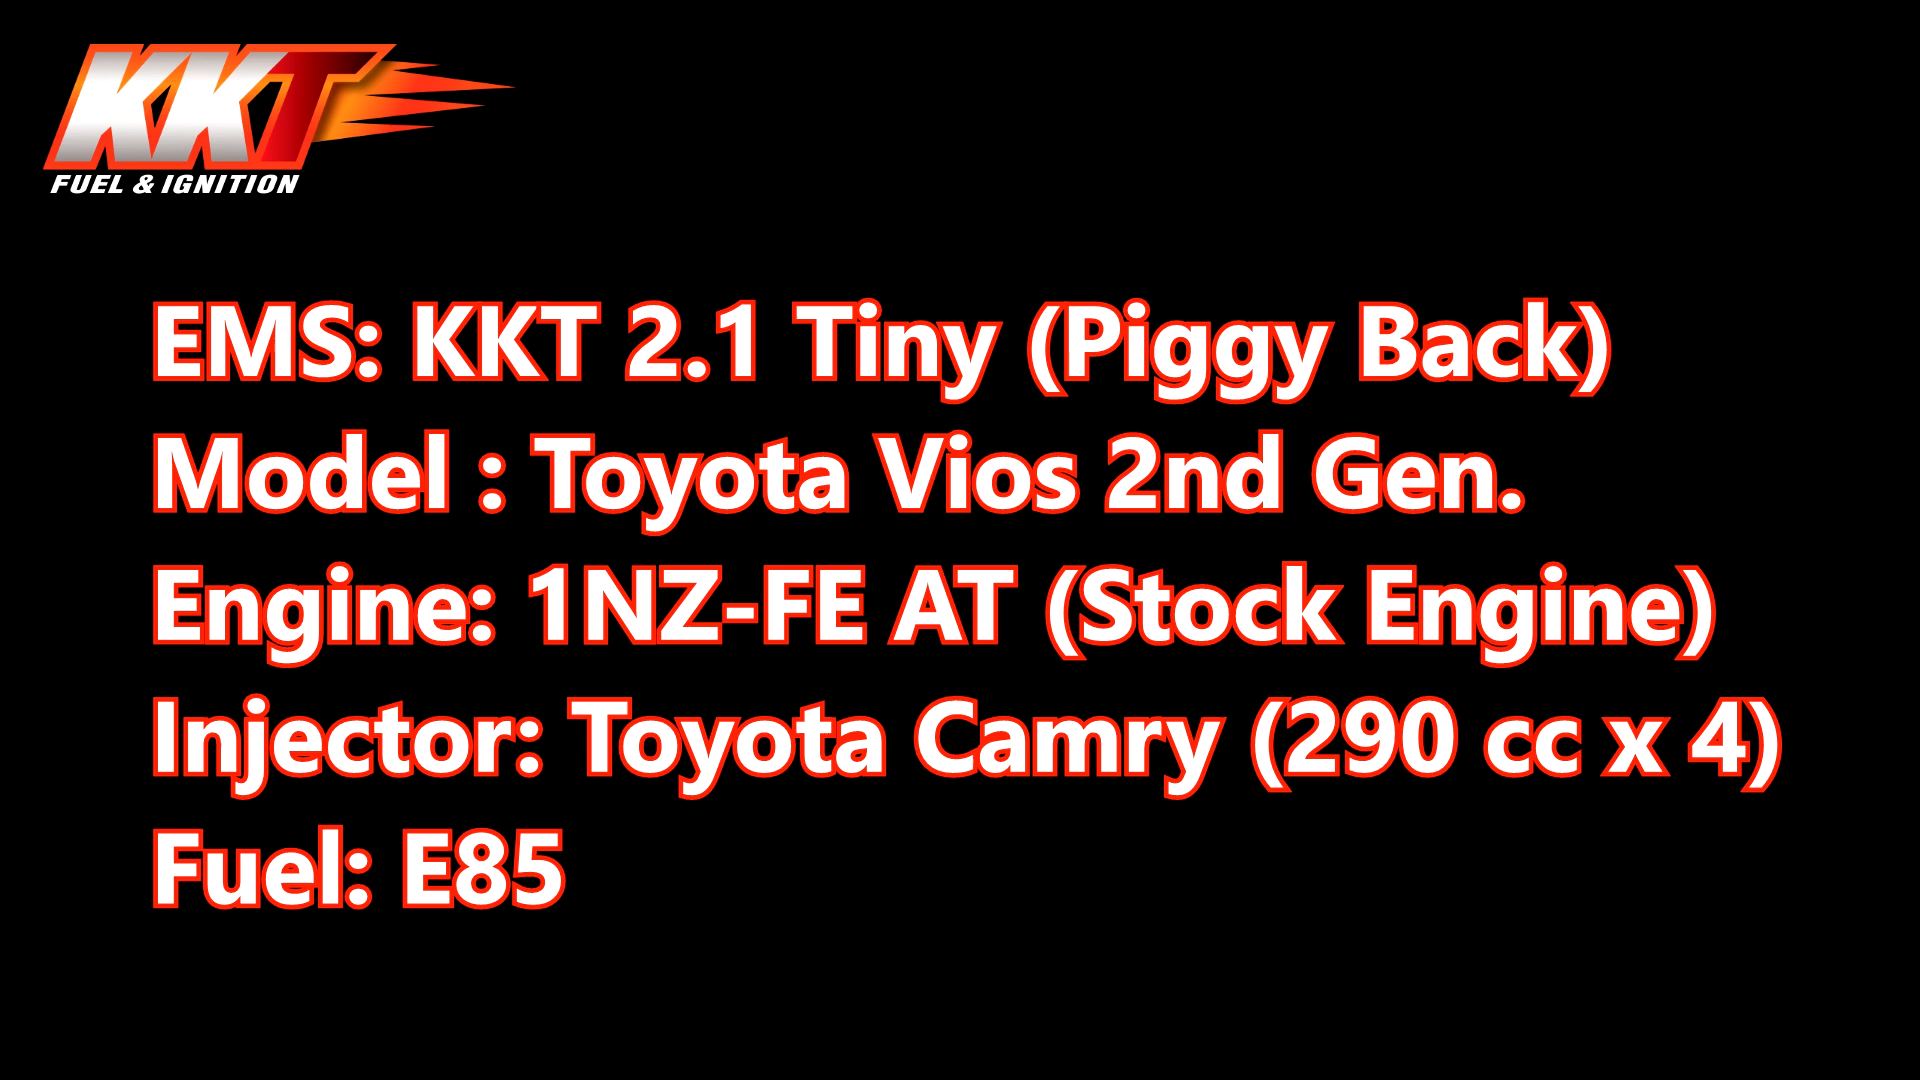 KKT
FUEL & IGNITION
EMS: KKT 2.1 Tiny (Piggy Back)
Model : Toyota Vios 2nd Gen.
Engine: 1NZ-FE AT (Stock Engine)
Injector: Toyota Camry (290 cc x 4)
Fuel: E85